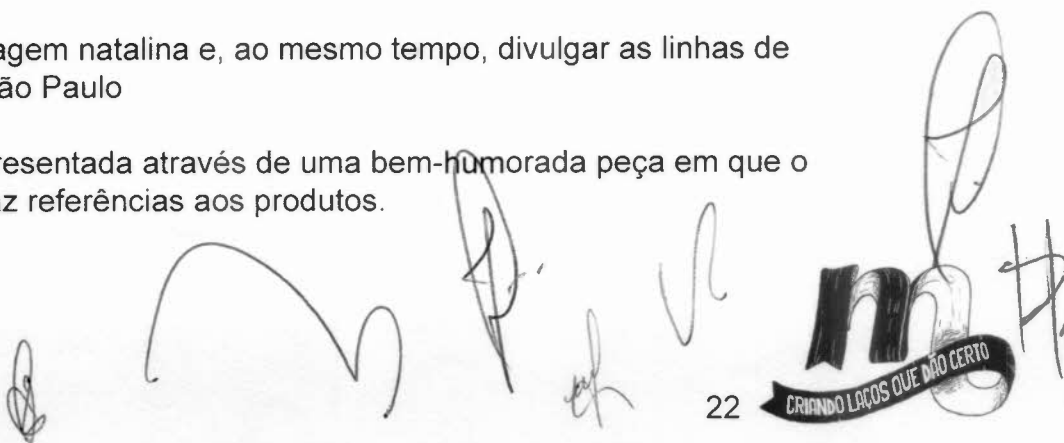 agem natalina e, ao mesmo tempo, divulgar as linhas de
ão Paulo
resentada através de uma bem-humorada peça em que o
az referências aos produtos.
22
CRIANDO LAÇOS QUE DÃO CERTO